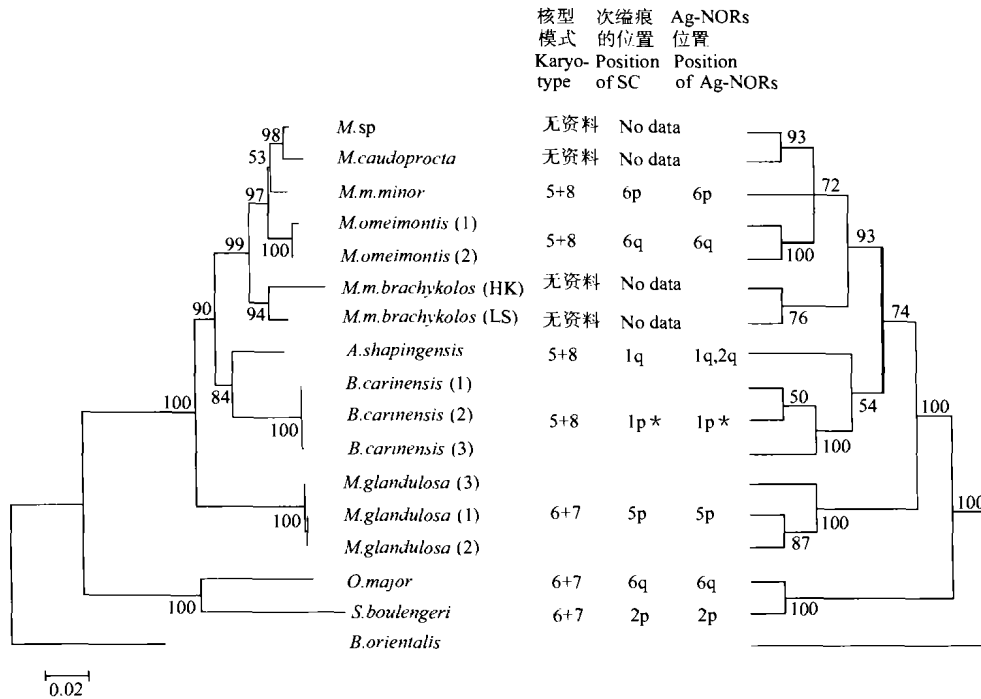 核型 次缢痕 Ag-NORs
模式 的位置 位置
Karyo- Position Position
type of SC of Ag-NORs
M.sp 无资料 No data
98 93
53
M.caudoprocta 无资料 No data
M.m.minor 5+8 6p 6p
97 72
M.omeimontis (1)
5+8 6q 6q
99 100 93
M.omeimontis (2) 100
M.m.brachykolos (HK) 无资料 No data
94 76
M.m.brachykolos (LS) 无资料 No data
90 74
A.shapingensis 5+8 1q 1q,2q
B.carinensis (1)
84 50 54
B.carinensis (2) 5+8 1p* 1p*
100 100 100
B.carinensis (3) 100
M.glandulosa (3)
100 100 100
M.glandulosa (1) 6+7 5p 5p
87
M.glandulosa (2)
O.major 6+7 6q 6q
100 100
S.boulengeri 6+7 2p 2p
B.orientalis
0.02